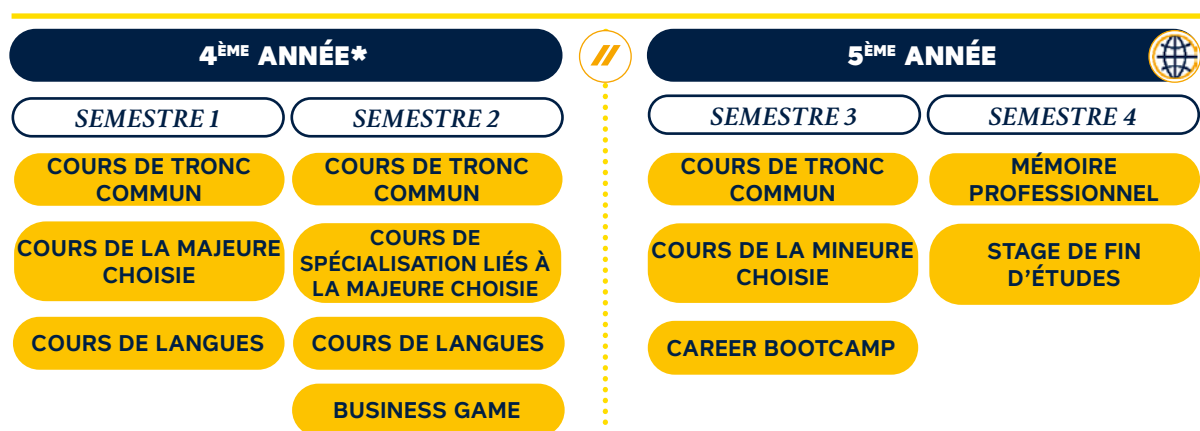 4ÈME ANNÉE*
SEMESTRE 1
COURS DE TRONC
COMMUN
COURS DE LA MAJEURE
CHOISIE
COURS DE LANGUES
SEMESTRE 2
COURS DE TRONC
COMMUN
COURS DE
SPÉCIALISATION LIÉS À
LA MAJEURE CHOISIE
COURS DE LANGUES
BUSINESS GAME
//
5ÈME ANNÉE
SEMESTRE 3
COURS DE TRONC
COMMUN
COURS DE LA MINEURE
CHOISIE
CAREER BOOTCAMP
SEMESTRE 4
MÉMOIRE
PROFESSIONNEL
STAGE DE FIN
D’ÉTUDES